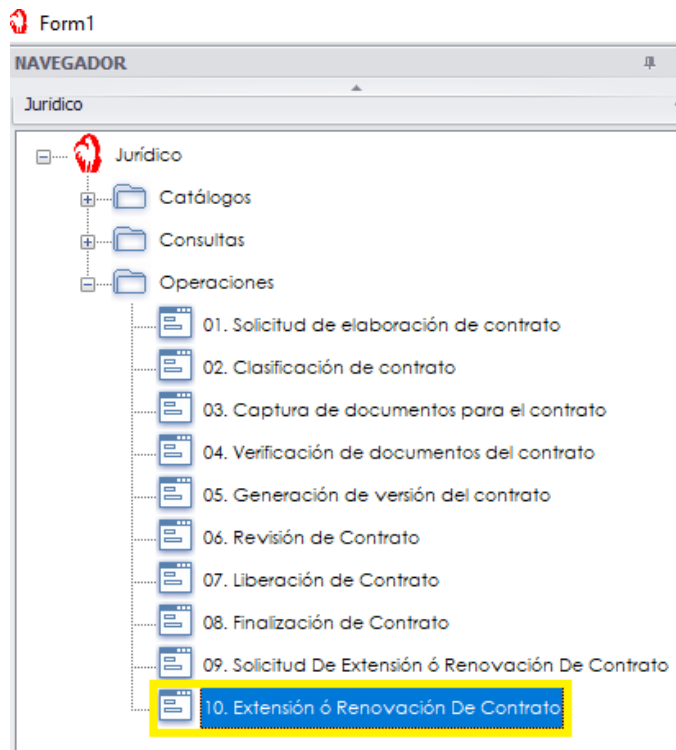 Form1
NAVEGADOR
Juridico
Jurídico
Catálogos
Consultas
Operaciones
01. Solicitud de elaboración de contrato
02. Clasificación de contrato
03. Captura de documentos para el contrato
04. Verificación de documentos del contrato
05. Generación de versión del contrato
06. Revisión de Contrato
07. Liberación de Contrato
08. Finalización de Contrato
09. Solicitud De Extensión ó Renovación De Contrato
10. Extensión ó Renovación De Contrato